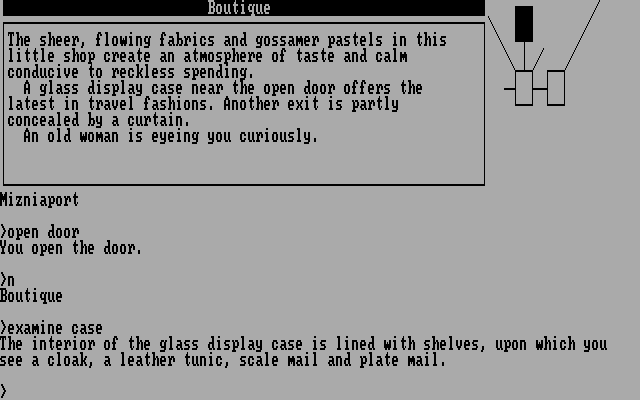 Boutique
The sheer, flowing fabrics and gossamer pastels in this
little shop create an atmosphere of taste and calm
conducive to reckless spending.
A glass display case near the open door offers the
latest in travel fashions. Another exit is partly
concealed by a curtain.
An old woman is eyeing you curiously.
Mizniaport
>open door
You open the door.
>n
Boutique
>examine case
The interior of the glass display case is lined with shelves, upon which you
see a cloak, a leather tunic, scale mail and plate mail.
>